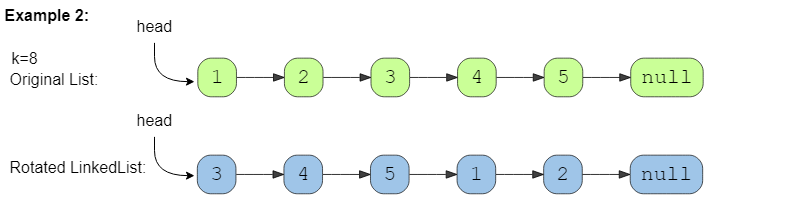 Example 2:
head
k=8
Original List:
1 2 3 4 5 null
head
Rotated LinkedList:
3 4 5 1 2 null